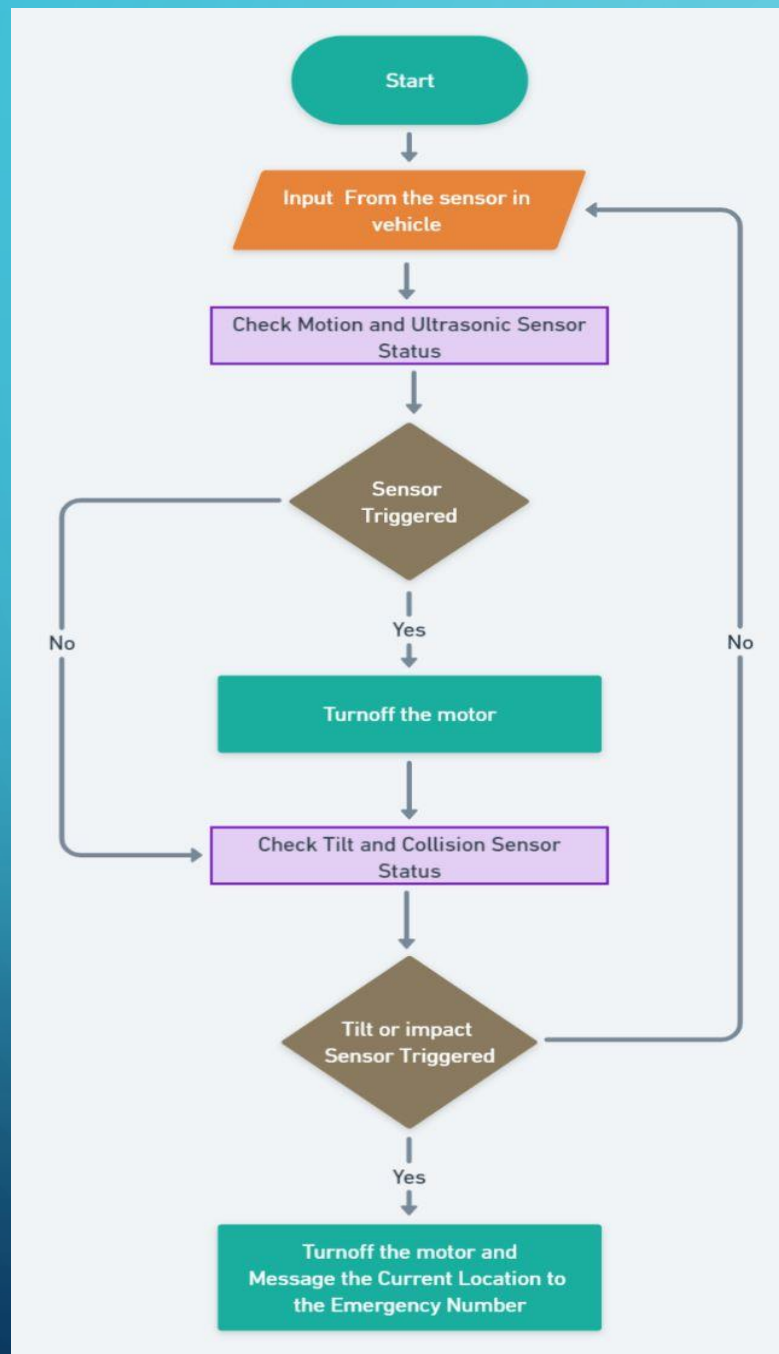 Start
Input From the sensor in
vehicle
Check Motion and Ultrasonic Sensor
Status
Sensor
Triggered
No
Yes
No
Turnoff the motor
Check Tilt and Collision Sensor
Status
Tilt or impact
Sensor Triggered
Yes
Turnoff the motor and
Message the Current Location to
the Emergency Number